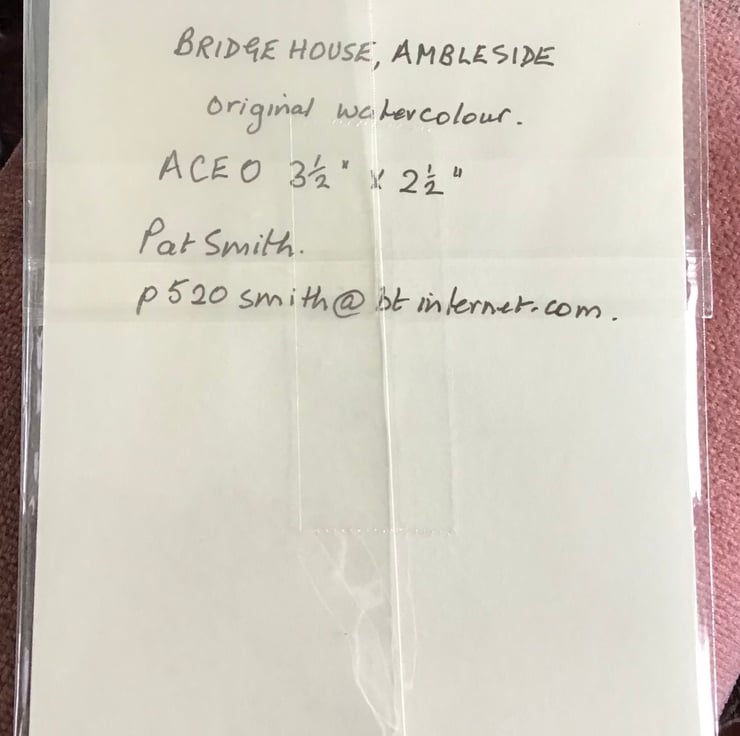 BRIDGE HOUSE, AMBLESIDE
Original watercolour.
ACEO 3½" x 2½"
Pat Smith.
p520smith@btinternet.com.